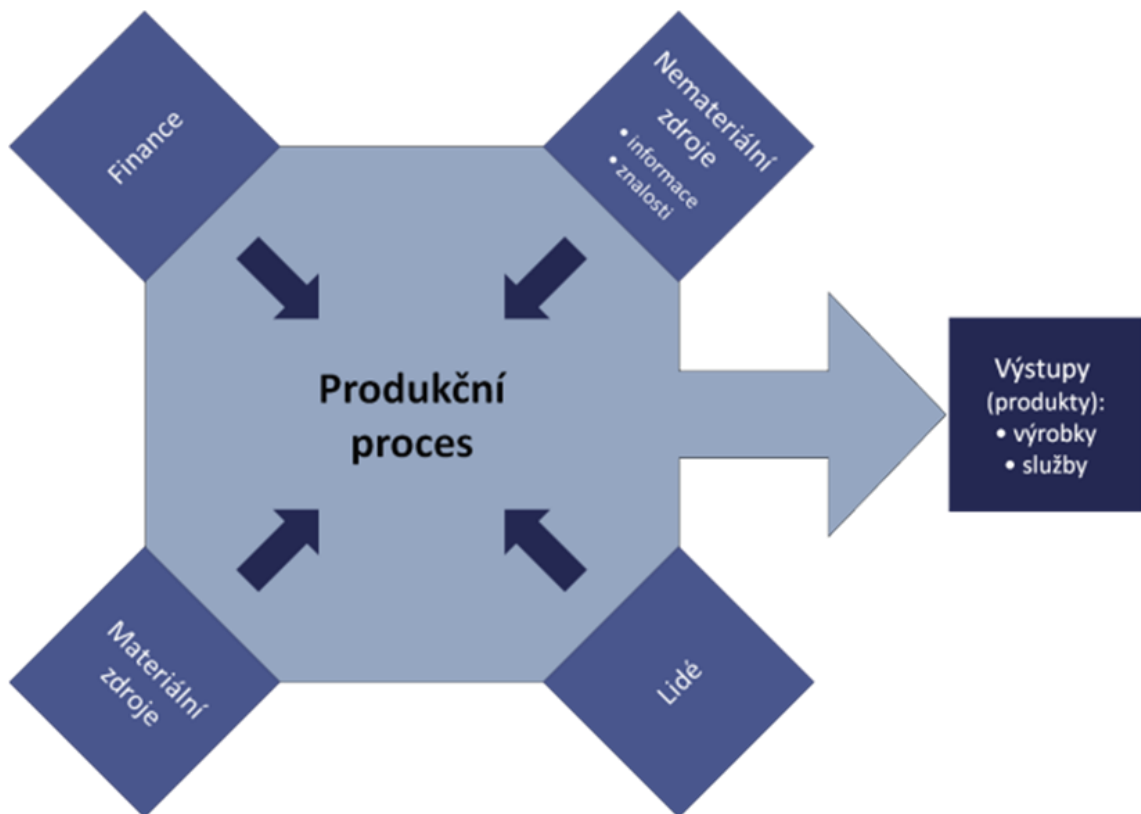 Finance
Nemateriální
zdroje
• informace
• znalosti
Produkční
proces
Výstupy
(produkty):
• výrobky
• služby
Materiální
zdroje
Lidé